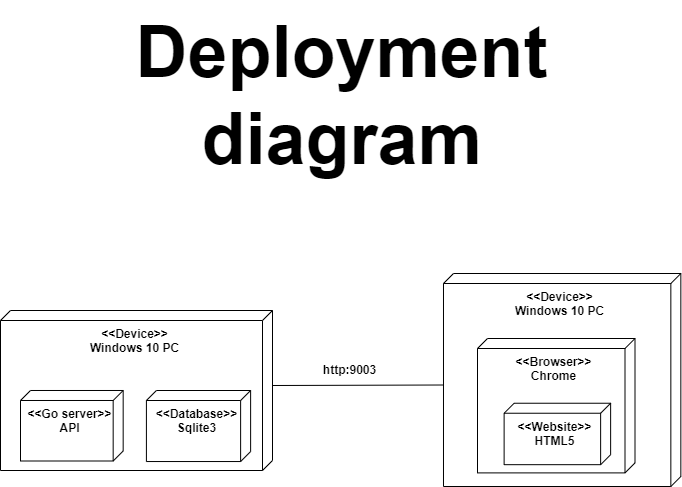 Deployment
diagram
<<Device>>
Windows 10 PC
<<Go server>>
API
<<Database>>
Sqlite3
http:9003
<<Device>>
Windows 10 PC
<<Browser>>
Chrome
<<Website>>
HTML5